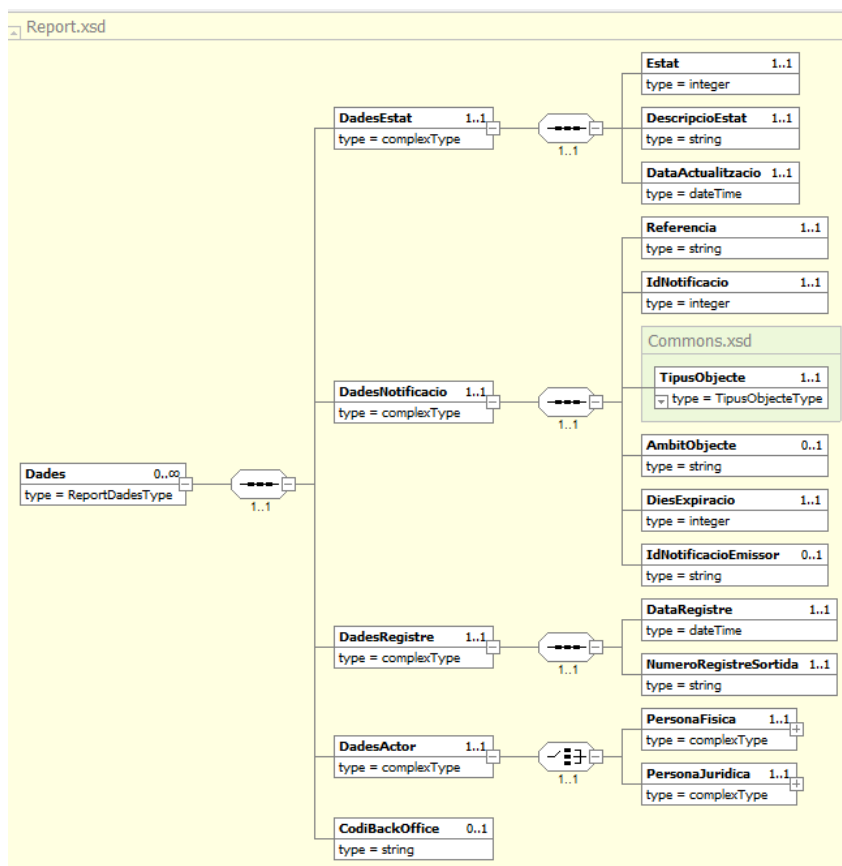 Report.xsd
Estat 1..1
type = integer
DadesEstat 1..1
type = complexType
1..1
DescripcioEstat 1..1
type = string
DataActualitzacio 1..1
type = dateTime
Referencia 1..1
type = string
IdNotificacio 1..1
type = integer
Commons.xsd
TipusObjecte 1..1
type = TipusObjecteType
DadesNotificacio 1..1
type = complexType
1..1
AmbitObjecte 0..1
type = string
Dades 0..∞
type = ReportDadesType
1..1
DiesExpiracio 1..1
type = integer
IdNotificacioEmissor 0..1
type = string
DataRegistre 1..1
type = dateTime
DadesRegistre 1..1
type = complexType
1..1
NumeroRegistreSortida 1..1
type = string
PersonaFisica 1..1
type = complexType
DadesActor 1..1
type = complexType
1..1
PersonaJuridica 1..1
type = complexType
CodiBackOffice 0..1
type = string